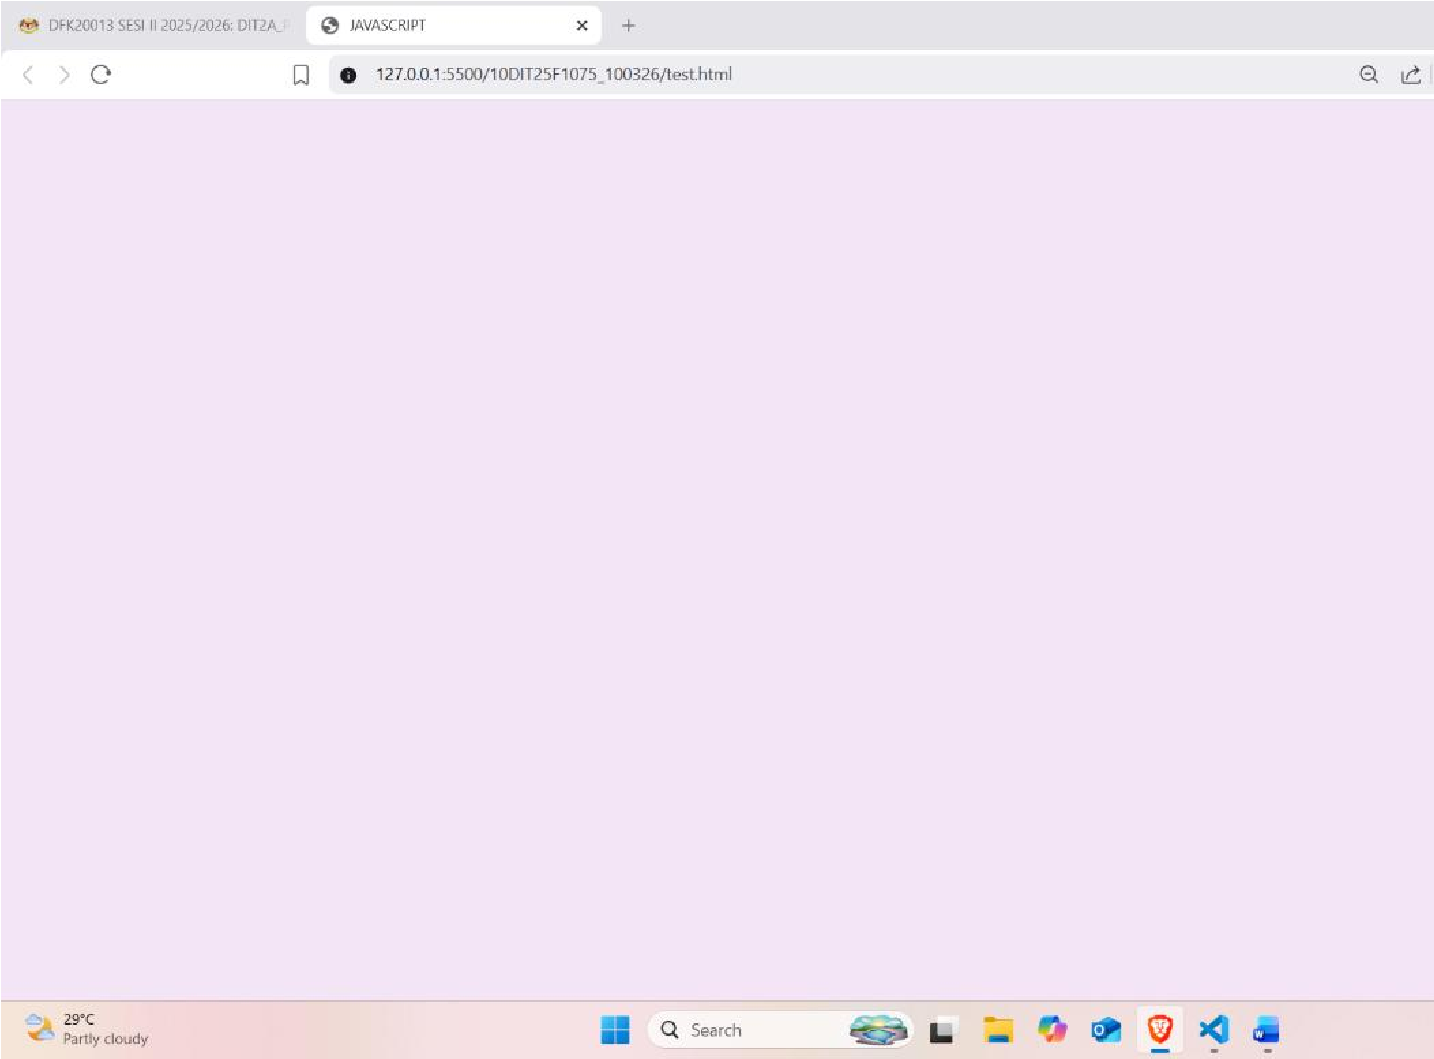 DFK20013 SESI II 2025/2026: DIT2A_
JAVASCRIPT
127.0.0.1:5500/10DIT25F1075_100326/test.html
29°C
Partly cloudy
Search